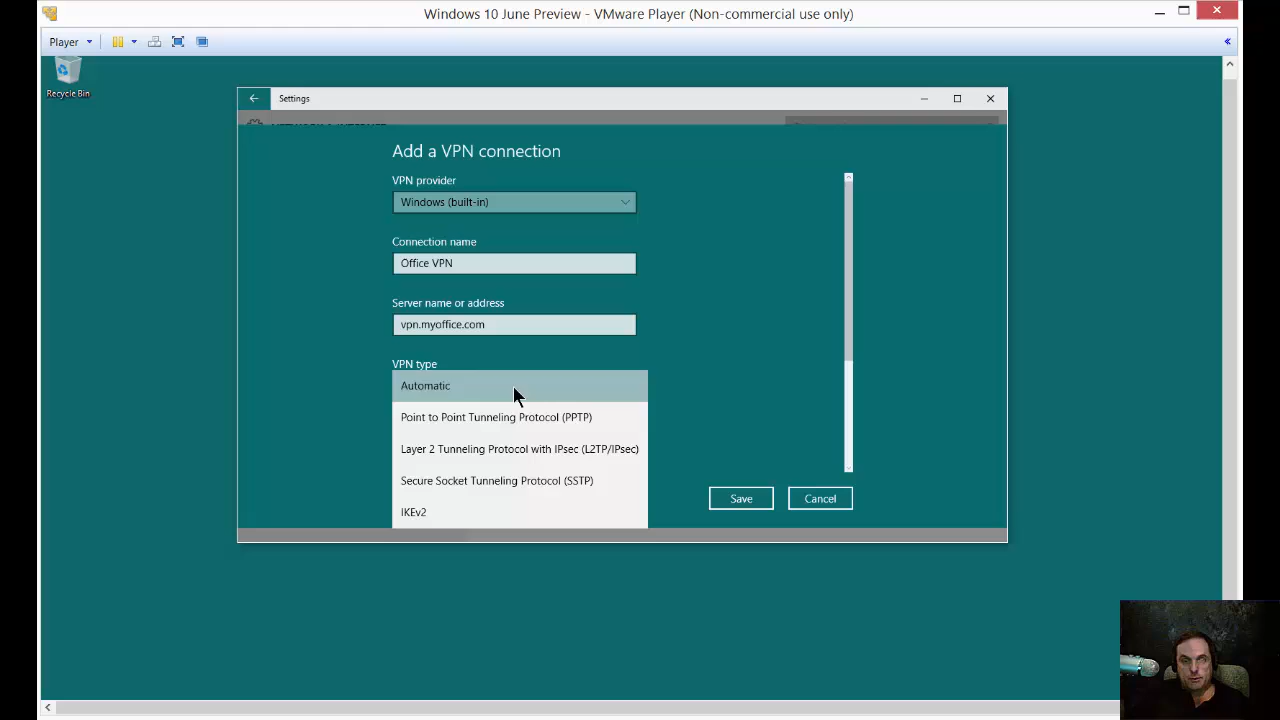 Windows 10 June Preview - VMware Player (Non-commercial use only)
Player
Recycle Bin
Settings
Add a VPN connection
VPN provider
Windows (built-in)
Connection name
Office VPN
Server name or address
vpn.myoffice.com
VPN type
Automatic
Point to Point Tunneling Protocol (PPTP)
Layer 2 Tunneling Protocol with IPsec (L2TP/IPsec)
Secure Socket Tunneling Protocol (SSTP)
IKEv2
Save
Cancel